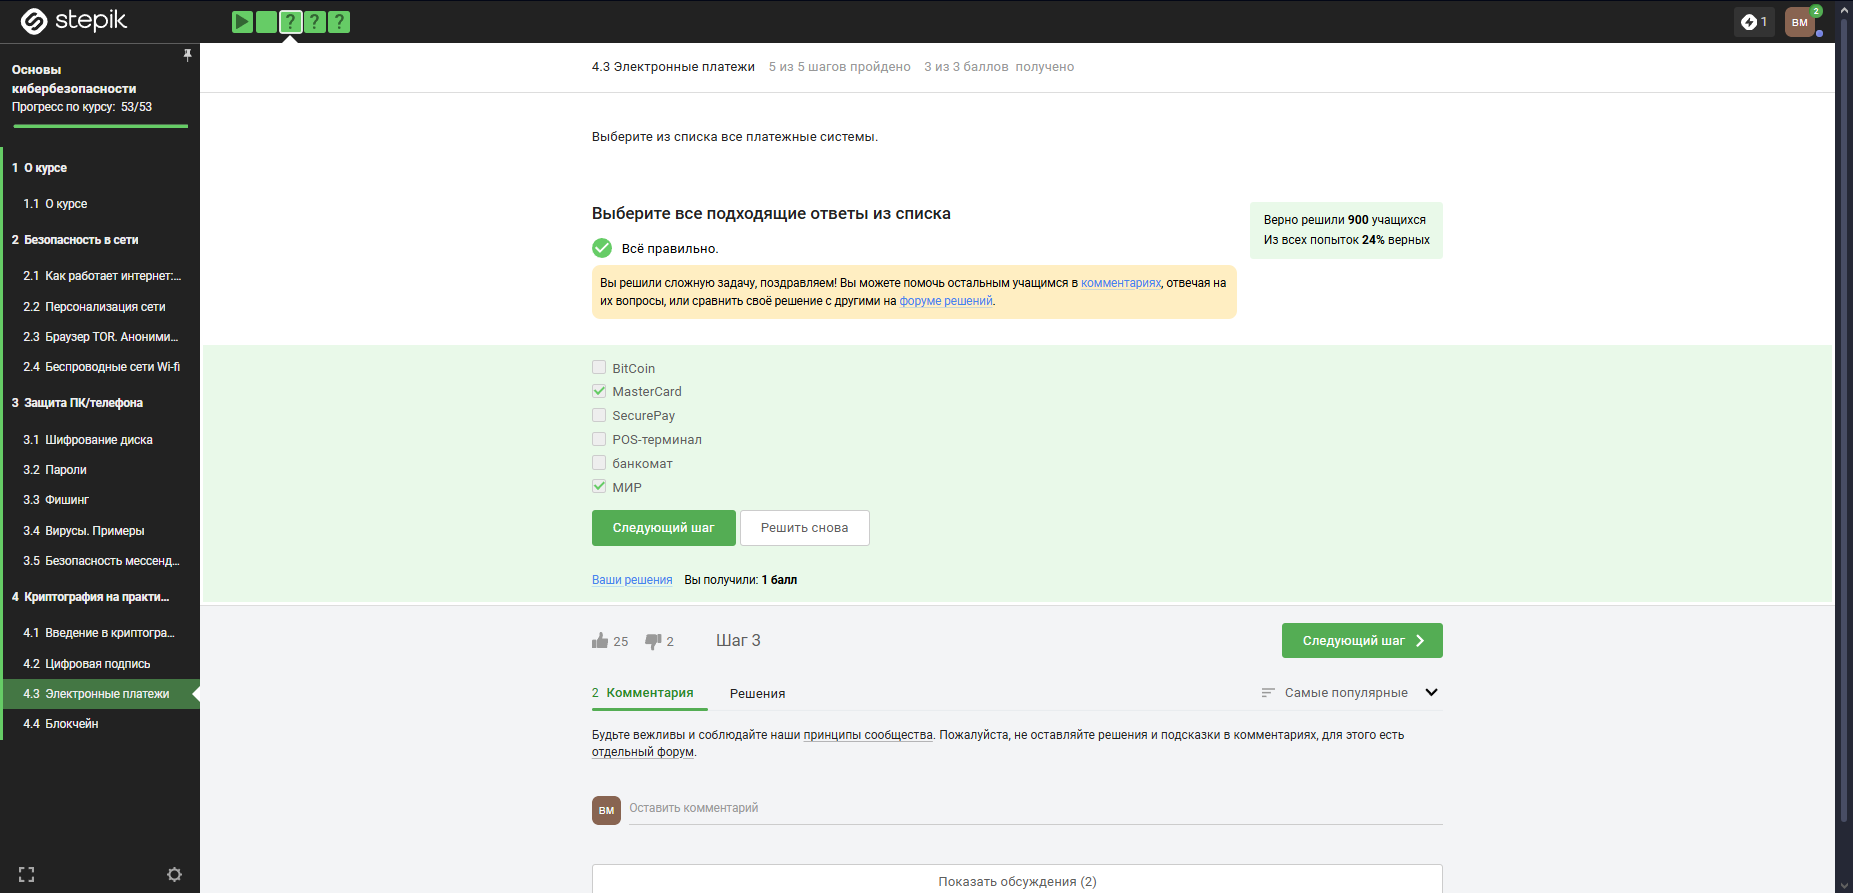 stepik
? ? ?
1
ВМ
2
Основы
кибербезопасности
Прогресс по курсу: 53/53
1 О курсе
1.1 О курсе
2 Безопасность в сети
2.1 Как работает интернет:...
2.2 Персонализация сети
2.3 Браузер TOR. Аноними...
2.4 Беспроводные сети Wi-fi
3 Защита ПК/телефона
3.1 Шифрование диска
3.2 Пароли
3.3 Фишинг
3.4 Вирусы. Примеры
3.5 Безопасность мессенд...
4 Криптография на практи...
4.1 Введение в криптогра...
4.2 Цифровая подпись
4.3 Электронные платежи
4.4 Блокчейн
4.3 Электронные платежи 5 из 5 шагов пройдено 3 из 3 баллов получено
Выберите из списка все платежные системы.
Выберите все подходящие ответы из списка
Всё правильно.
Верно решили 900 учащихся
Из всех попыток 24% верных
Вы решили сложную задачу, поздравляем! Вы можете помочь остальным учащимся в комментариях, отвечая на
их вопросы, или сравнить своё решение с другими на форуме решений.
BitCoin
MasterCard
SecurePay
POS-терминал
банкомат
МИР
Следующий шаг Решить снова
Ваши решения Вы получили: 1 балл
25 2 Шаг 3 Следующий шаг
2 Комментария Решения Самые популярные
Будьте вежливы и соблюдайте наши принципы сообщества. Пожалуйста, не оставляйте решения и подсказки в комментариях, для этого есть
отдельный форум.
ВМ Оставить комментарий
Показать обсуждения (2)